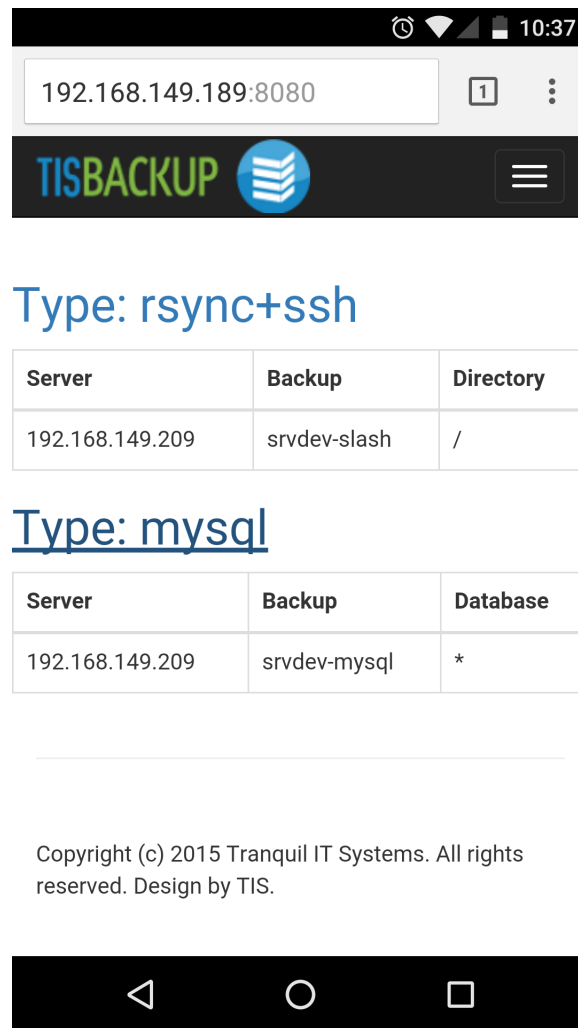 10:37
192.168.149.189:8080
1
TISBACKUP
Type: rsync+ssh
Server Backup Directory
192.168.149.209 srvdev-slash /
Type: mysql
Server Backup Database
192.168.149.209 srvdev-mysql *
Copyright (c) 2015 Tranquil IT Systems. All rights
reserved. Design by TIS.